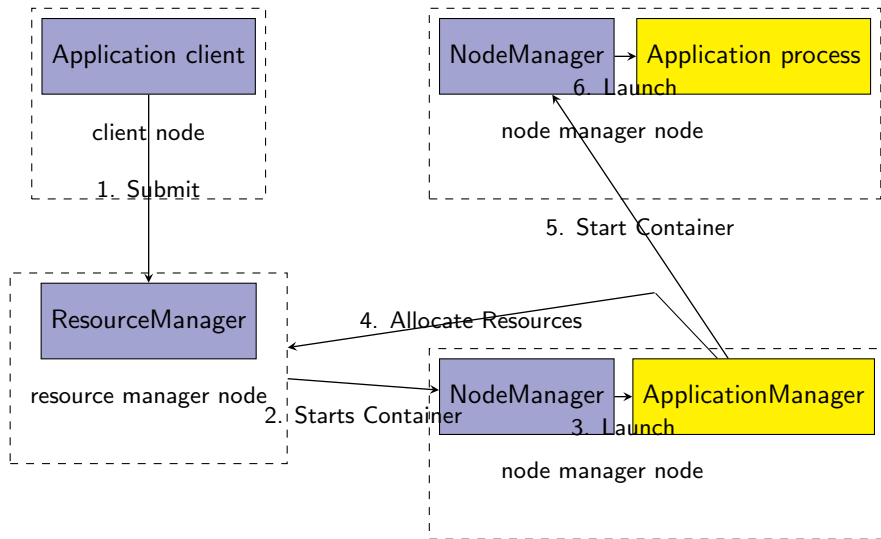 Application client
client node
1. Submit
NodeManager
Application process
6. Launch
node manager node
5. Start Container
ResourceManager
resource manager node
4. Allocate Resources
2. Starts Container
NodeManager
ApplicationManager
3. Launch
node manager node